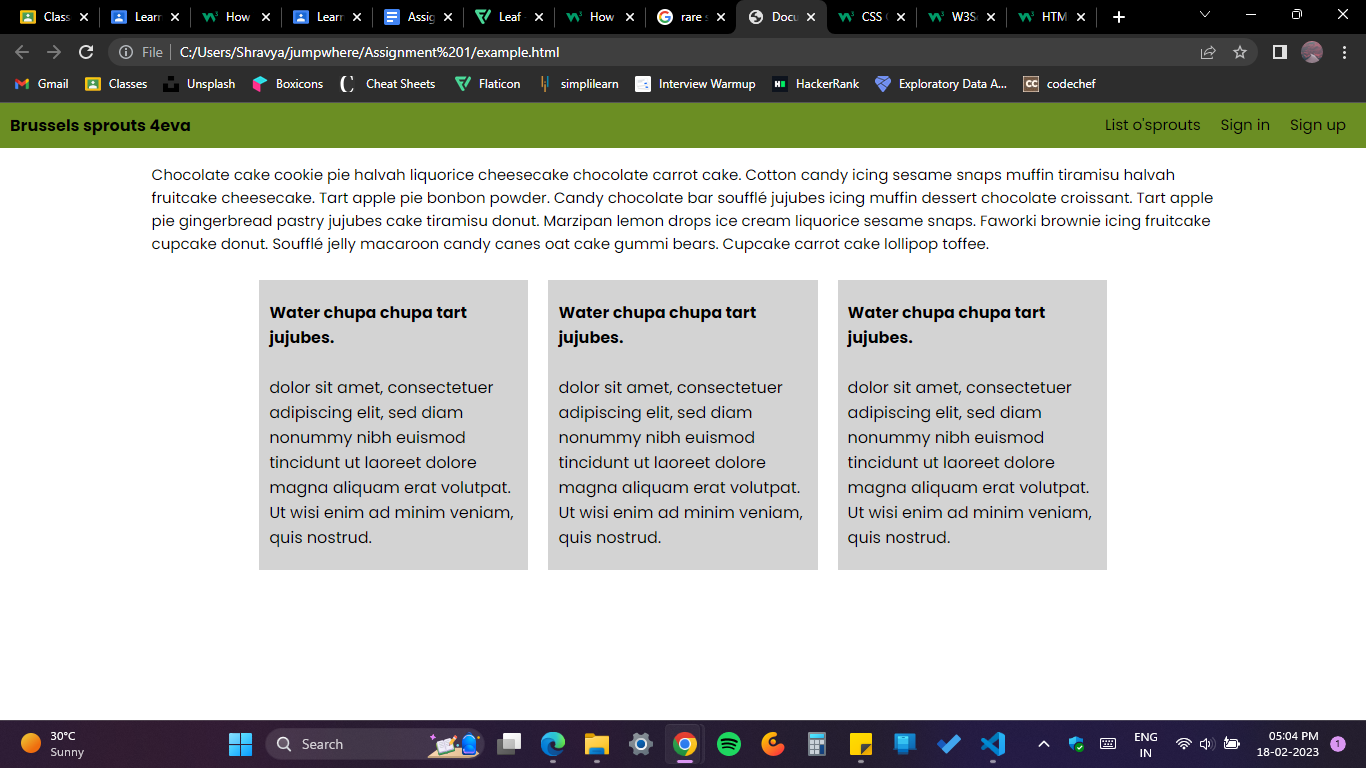 Class
Learn
How
Learn
Assig
Leaf
How
rare s
Docu
CSS
W3S
HTM
File
C:/Users/Shravya/jumpwhere/Assignment%201/example.html
Gmail
Classes
Unsplash
Boxicons
Cheat Sheets
Flaticon
simplilearn
Interview Warmup
HackerRank
Exploratory Data A...
codechef
Brussels sprouts 4eva
List o'sprouts Sign in Sign up
Chocolate cake cookie pie halvah liquorice cheesecake chocolate carrot cake. Cotton candy icing sesame snaps muffin tiramisu halvah
fruitcake cheesecake. Tart apple pie bonbon powder. Candy chocolate bar soufflé jujubes icing muffin dessert chocolate croissant. Tart apple
pie gingerbread pastry jujubes cake tiramisu donut. Marzipan lemon drops ice cream liquorice sesame snaps. Faworki brownie icing fruitcake
cupcake donut. Soufflé jelly macaroon candy canes oat cake gummi bears. Cupcake carrot cake lollipop toffee.
Water chupa chupa tart
jujubes.
dolor sit amet, consectetuer
adipiscing elit, sed diam
nonummy nibh euismod
tincidunt ut laoreet dolore
magna aliquam erat volutpat.
Ut wisi enim ad minim veniam,
quis nostrud.
Water chupa chupa tart
jujubes.
dolor sit amet, consectetuer
adipiscing elit, sed diam
nonummy nibh euismod
tincidunt ut laoreet dolore
magna aliquam erat volutpat.
Ut wisi enim ad minim veniam,
quis nostrud.
Water chupa chupa tart
jujubes.
dolor sit amet, consectetuer
adipiscing elit, sed diam
nonummy nibh euismod
tincidunt ut laoreet dolore
magna aliquam erat volutpat.
Ut wisi enim ad minim veniam,
quis nostrud.
30°C
Sunny
Search
ENG
IN
05:04 PM
18-02-2023
1